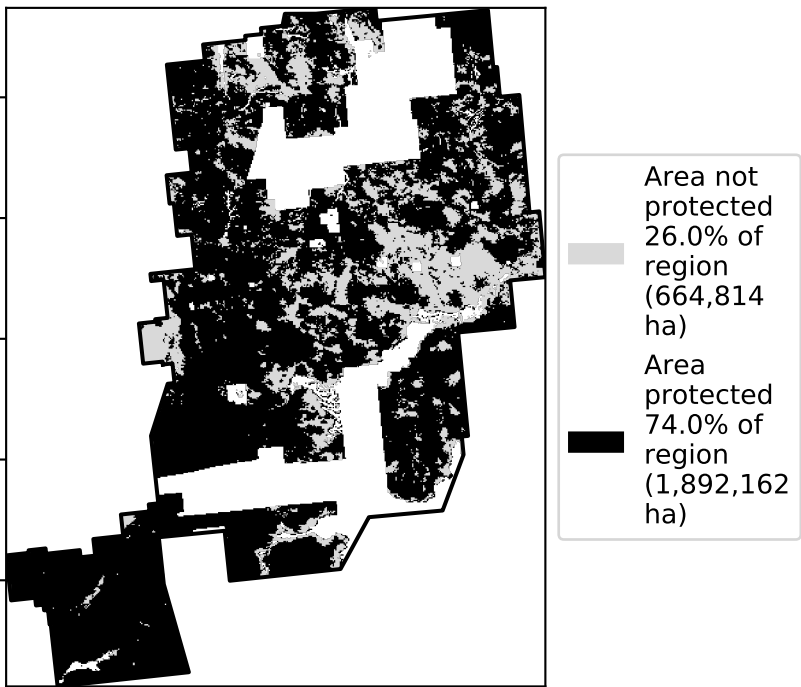 Area not
protected
26.0% of
region
(664,814
ha)
Area
protected
74.0% of
region
(1,892,162
ha)